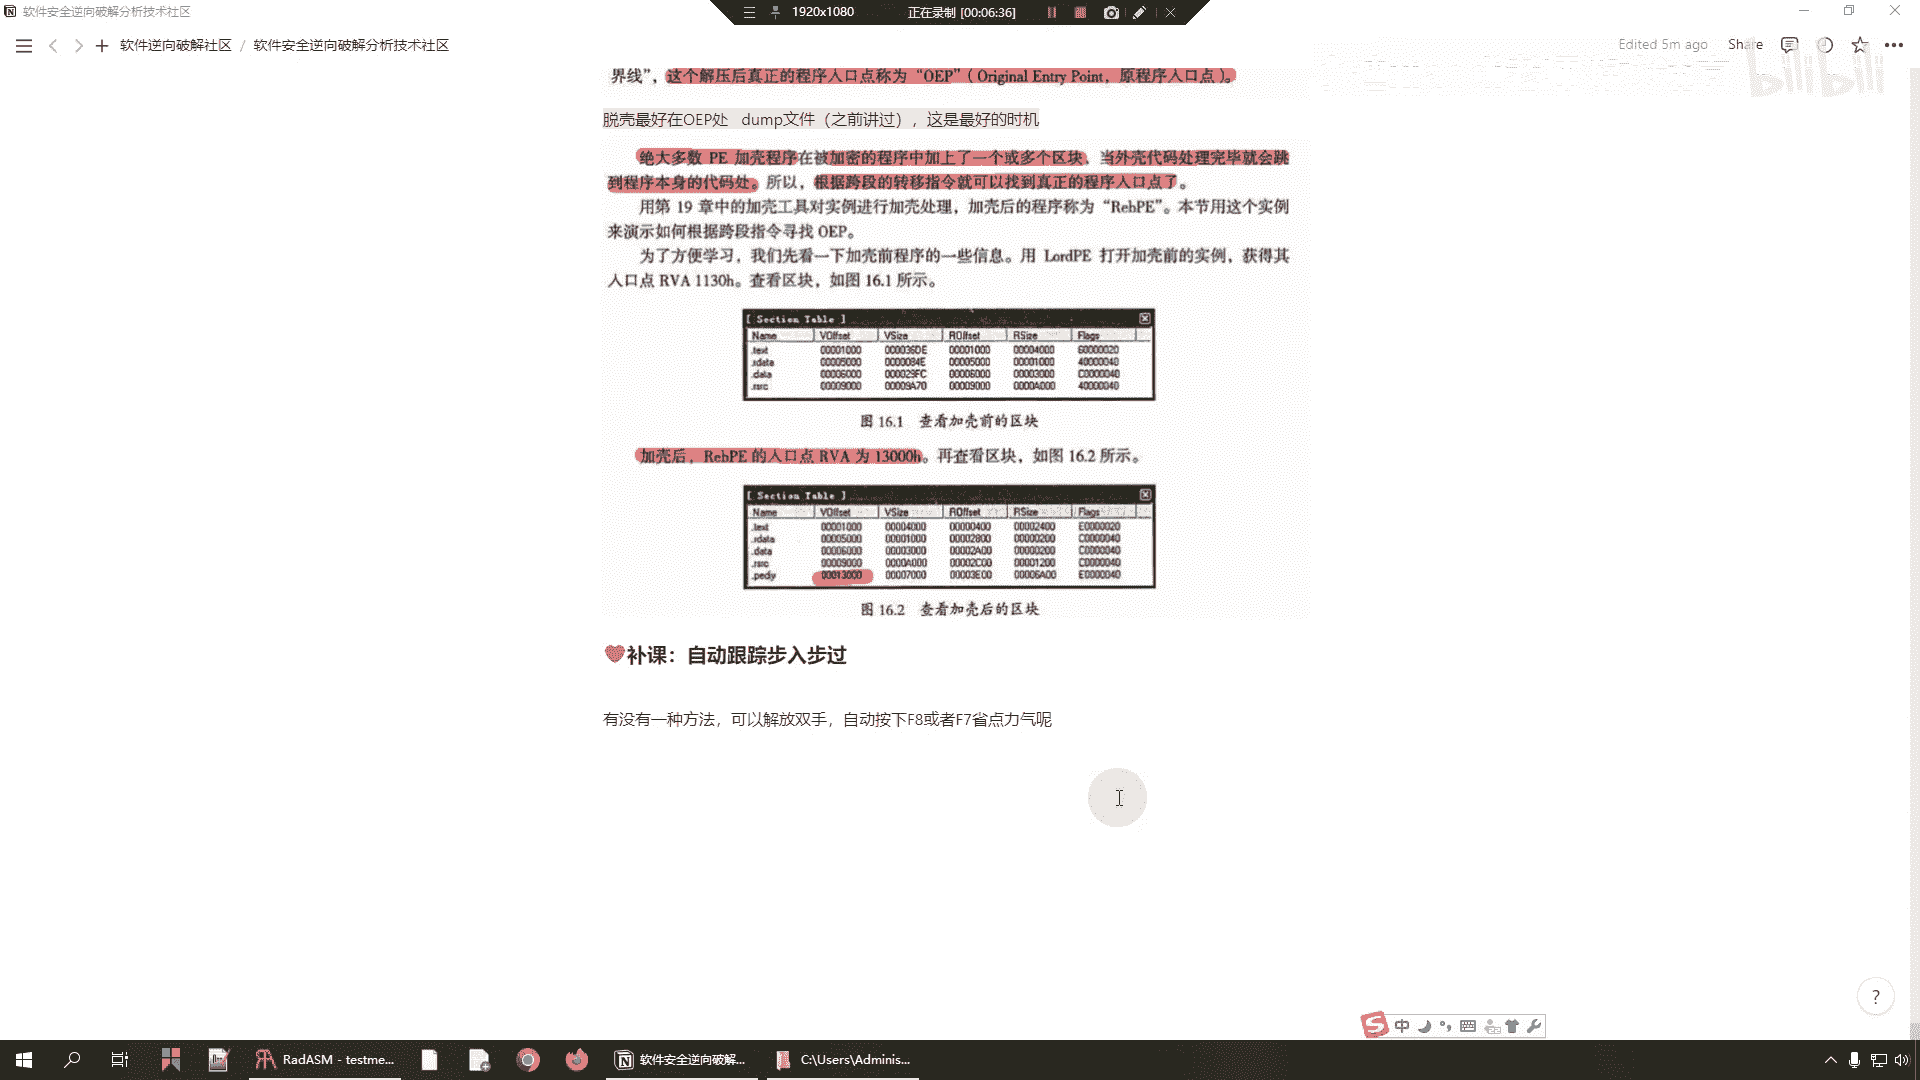 软件安全逆向破解分析技术社区
1920x1080 正在录制 [00:06:36]
软件逆向破解社区 / 软件安全逆向破解分析技术社区
Edited 5m ago Share
bilibili
界线”，这个解压后真正的程序入口点称为“OEP”（Original Entry Point，原程序入口点）。
脱壳最好在OEP处 dump文件（之前讲过），这是最好的时机
绝大多数 PE 加壳程序在被加密的程序中加上了一个或多个区块，当外壳代码处理完毕就会跳
到程序本身的代码处。所以，根据跨段的转移指令就可以找到真正的程序入口点了。
用第 19 章中的加壳工具对实例进行加壳处理，加壳后的程序称为“RebPE”。本节用这个实例
来演示如何根据跨段指令寻找 OEP。
为了方便学习，我们先看一下加壳前程序的一些信息。用 LordPE 打开加壳前的实例，获得其
入口点 RVA 1130h。查看区块，如图 16.1 所示。
[ Section Table ]
Name VOffset VSize ROffset RSize Flags
.text 00001000 000036DE 00001000 00004000 60000020
.rdata 00005000 0000084E 00005000 00001000 40000040
.data 00006000 000029FC 00006000 00003000 C0000040
.rsrc 00009000 00009A70 00009000 0000A000 40000040
图 16.1 查看加壳前的区块
加壳后，RebPE 的入口点 RVA 为 13000h。再查看区块，如图 16.2 所示。
[ Section Table ]
Name VOffset VSize ROffset RSize Flags
.text 00001000 00004000 00000400 00002400 E0000020
.rdata 00005000 00001000 00002800 00000200 C0000040
.data 00006000 00003000 00002A00 00000200 C0000040
.rsrc 00009000 0000A000 00002C00 00001200 C0000040
.pediy 00013000 00007000 00003E00 00006A00 E0000040
图 16.2 查看加壳后的区块
补课：自动跟踪步入步过
有没有一种方法，可以解放双手，自动按下F8或者F7省点力气呢
?
中
RadASM - testme...
软件安全逆向破解...
C:\Users\Adminis...